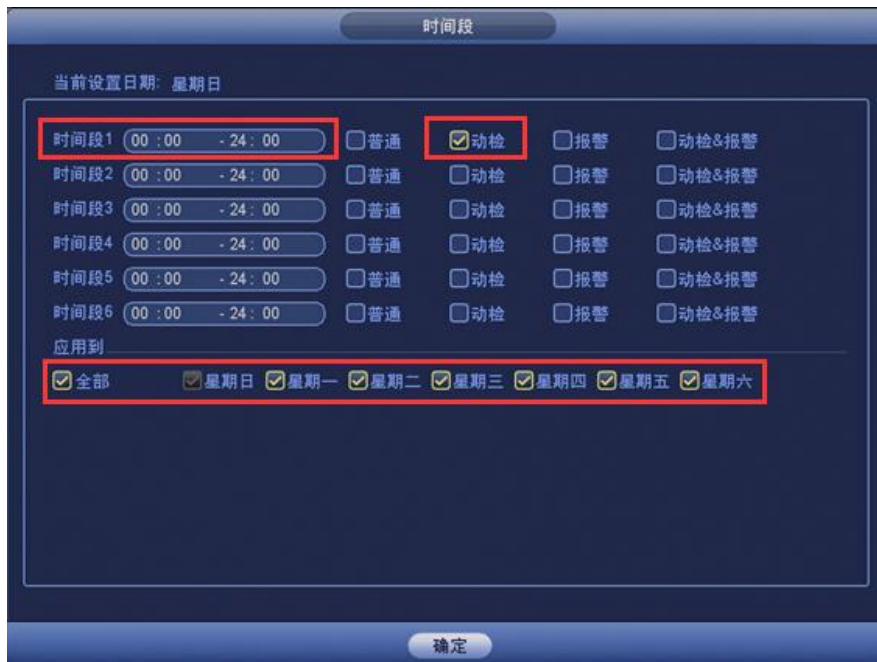 时间段
当前设置日期: 星期日
时间段1 00 :00 - 24 : 00 普通 动检 报警 动检&报警
时间段2 00 :00 - 24 : 00 普通 动检 报警 动检&报警
时间段3 00 :00 - 24 : 00 普通 动检 报警 动检&报警
时间段4 00 :00 - 24 : 00 普通 动检 报警 动检&报警
时间段5 00 :00 - 24 : 00 普通 动检 报警 动检&报警
时间段6 00 :00 - 24 : 00 普通 动检 报警 动检&报警
应用到
全部 星期日 星期一 星期二 星期三 星期四 星期五 星期六
确定